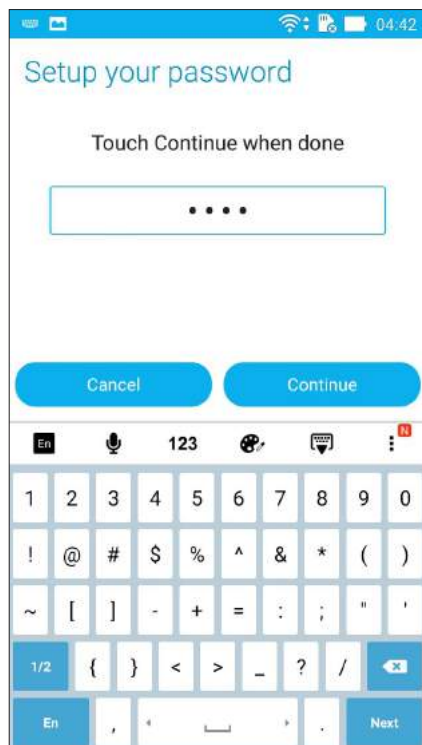 04:42
Setup your password
Touch Continue when done
••••
Cancel Continue
En 123 N
1 2 3 4 5 6 7 8 9 0
! @ # $ % ^ & * ( )
~ [ ] - + = : ; " '
1/2 { } < > _ ? /
En , . Next